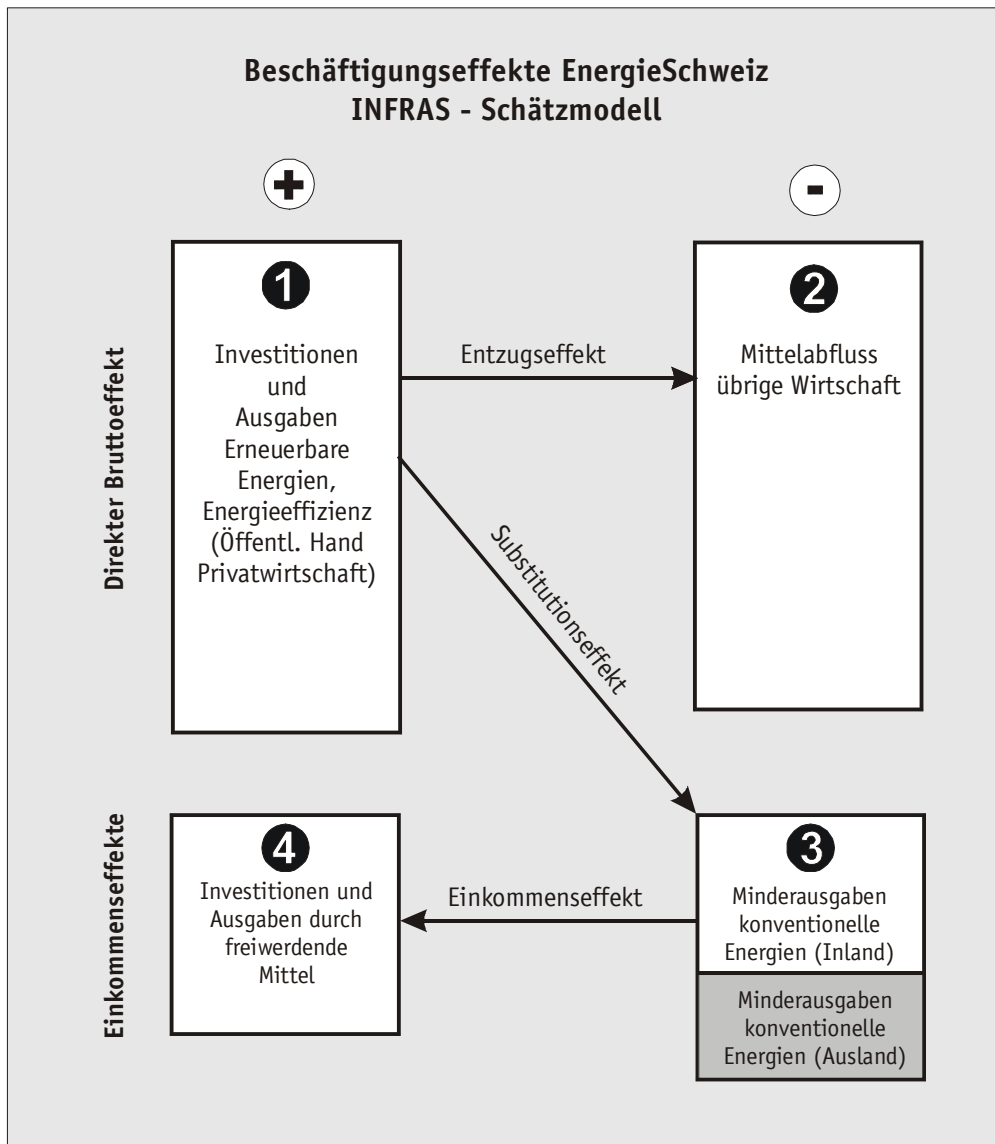 Beschäftigungseffekte EnergieSchweiz
INFRAS - Schätzmodell
+
-
Direkter Bruttoeffekt
1
Investitionen
und
Ausgaben
Erneuerbare
Energien,
Energieeffizienz
(Öffentl. Hand
Privatwirtschaft)
Entzugseffekt
2
Mittelabfluss
übrige Wirtschaft
Substitutionseffekt
Einkommenseffekte
4
Investitionen und
Ausgaben durch
freiwerdende
Mittel
Einkommenseffekt
3
Minderausgaben
konventionelle
Energien (Inland)
Minderausgaben
konventionelle
Energien (Ausland)